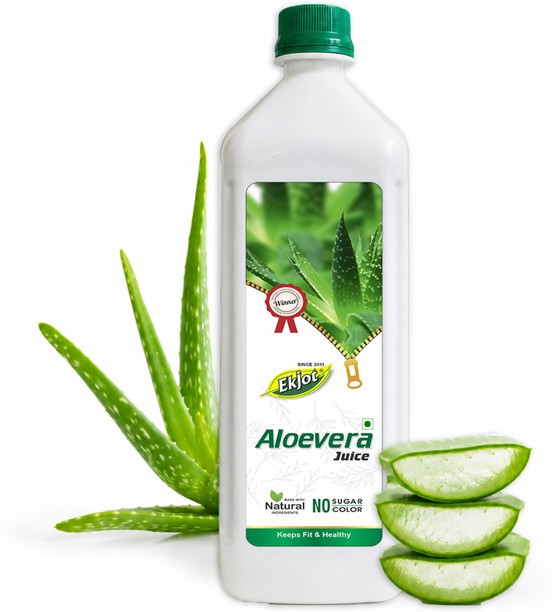 Winner
SINCE 2011
Ekjot®
Aloevera
Juice
MADE WITH
Natural
INGREDIENTS
NO SUGAR
COLOR
Keeps Fit & Healthy